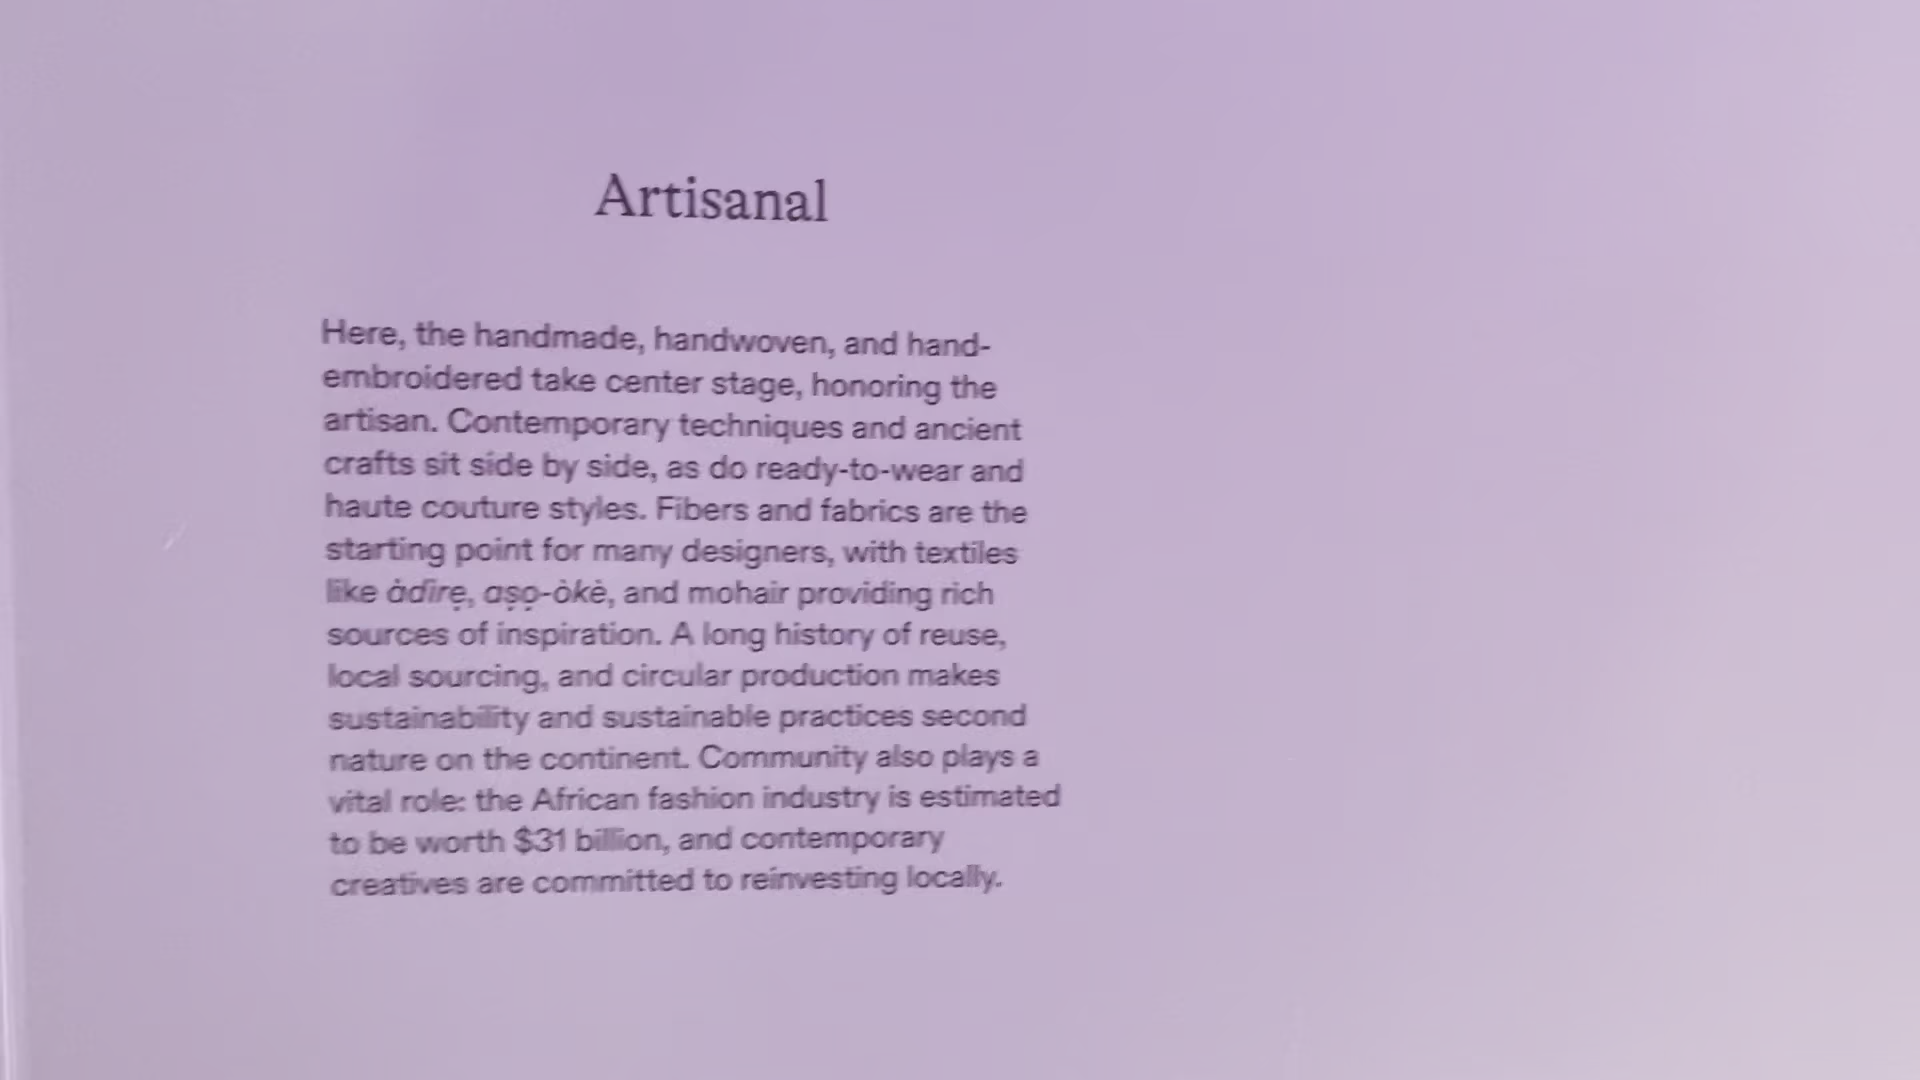 Artisanal
Here, the handmade, handwoven, and hand-
embroidered take center stage, honoring the
artisan. Contemporary techniques and ancient
crafts sit side by side, as do ready-to-wear and
haute couture styles. Fibers and fabrics are the
starting point for many designers, with textiles
like àdìrẹ, aṣọ-òkè, and mohair providing rich
sources of inspiration. A long history of reuse,
local sourcing, and circular production makes
sustainability and sustainable practices second
nature on the continent. Community also plays a
vital role: the African fashion industry is estimated
to be worth $31 billion, and contemporary
creatives are committed to reinvesting locally.